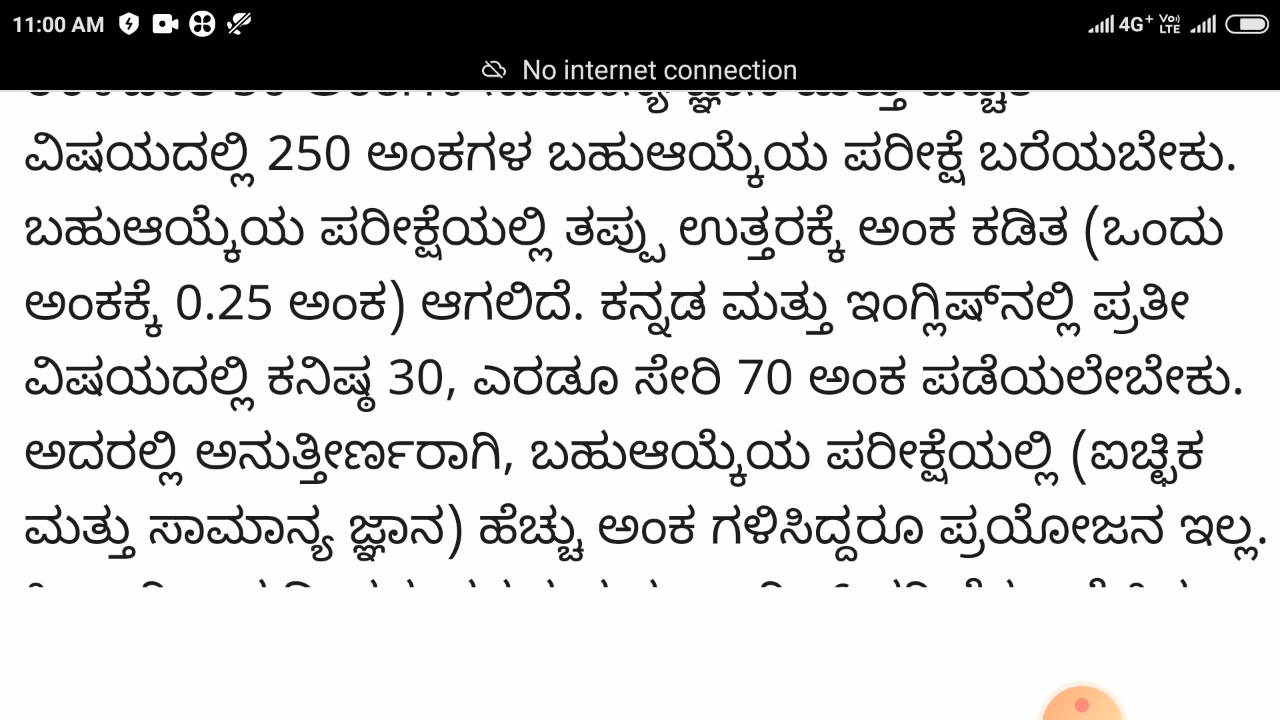 11:00 AM 4G+ Vo) LTE
No internet connection
ವಿಷಯದಲ್ಲಿ 250 ಅಂಕಗಳ ಬಹುಆಯ್ಕೆಯ ಪರೀಕ್ಷೆ ಬರೆಯಬೇಕು.
ಬಹುಆಯ್ಕೆಯ ಪರೀಕ್ಷೆಯಲ್ಲಿ ತಪ್ಪು ಉತ್ತರಕ್ಕೆ ಅಂಕ ಕಡಿತ (ಒಂದು
ಅಂಕಕ್ಕೆ 0.25 ಅಂಕ) ಆಗಲಿದೆ. ಕನ್ನಡ ಮತ್ತು ಇಂಗ್ಲಿಷ್‌ನಲ್ಲಿ ಪ್ರತೀ
ವಿಷಯದಲ್ಲಿ ಕನಿಷ್ಠ 30, ಎರಡೂ ಸೇರಿ 70 ಅಂಕ ಪಡೆಯಲೇಬೇಕು.
ಅದರಲ್ಲಿ ಅನುತ್ತೀರ್ಣರಾಗಿ, ಬಹುಆಯ್ಕೆಯ ಪರೀಕ್ಷೆಯಲ್ಲಿ (ಐಚ್ಛಿಕ
ಮತ್ತು ಸಾಮಾನ್ಯ ಜ್ಞಾನ) ಹೆಚ್ಚು ಅಂಕ ಗಳಿಸಿದ್ದರೂ ಪ್ರಯೋಜನ ಇಲ್ಲ.